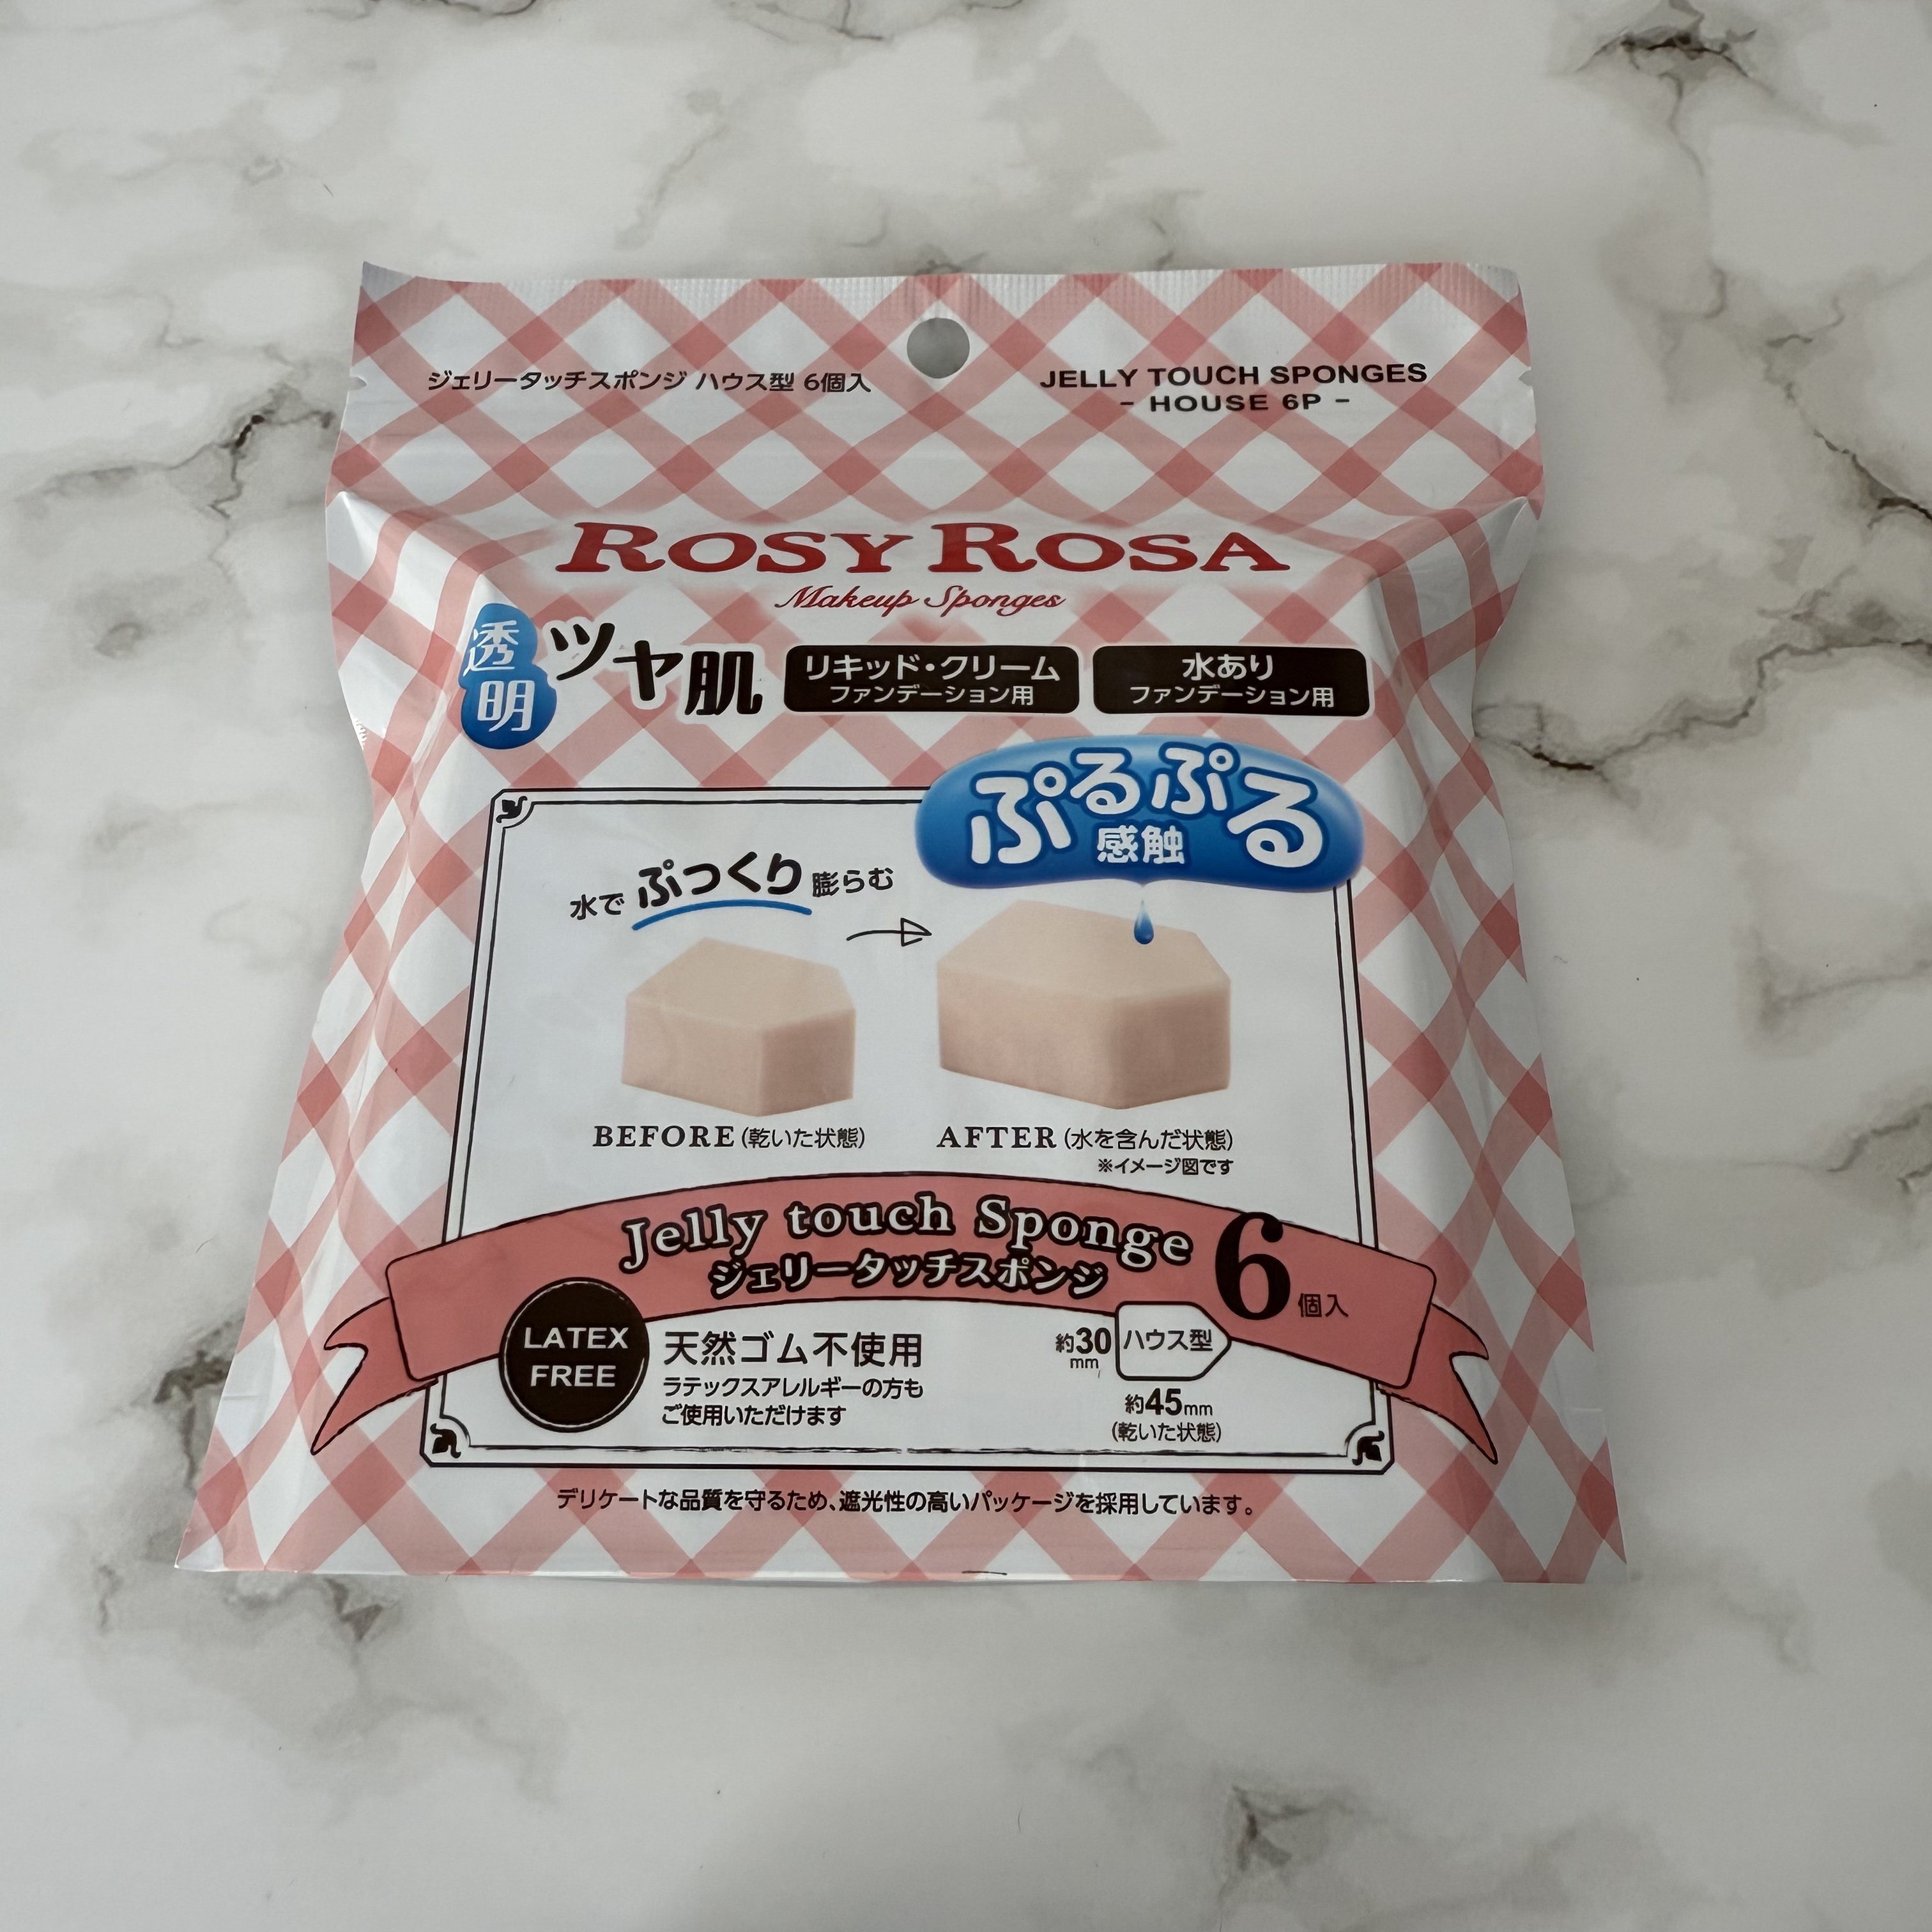 ジェリータッチスポンジ ハウス型 6個入
JELLY TOUCH SPONGES
- HOUSE 6P -
ROSY ROSA
Makeup Sponges
透明ツヤ肌
リキッド・クリーム
ファンデーション用
水あり
ファンデーション用
ぷるぷる
感触
水でぷっくり膨らむ
BEFORE(乾いた状態)
AFTER(水を含んだ状態)
※イメージ図です
Jelly touch Sponge
ジェリータッチスポンジ
6個入
LATEX
FREE
天然ゴム不使用
ラテックスアレルギーの方も
ご使用いただけます
約30
mm
ハウス型
約45mm
(乾いた状態)
デリケートな品質を守るため、遮光性の高いパッケージを採用しています。